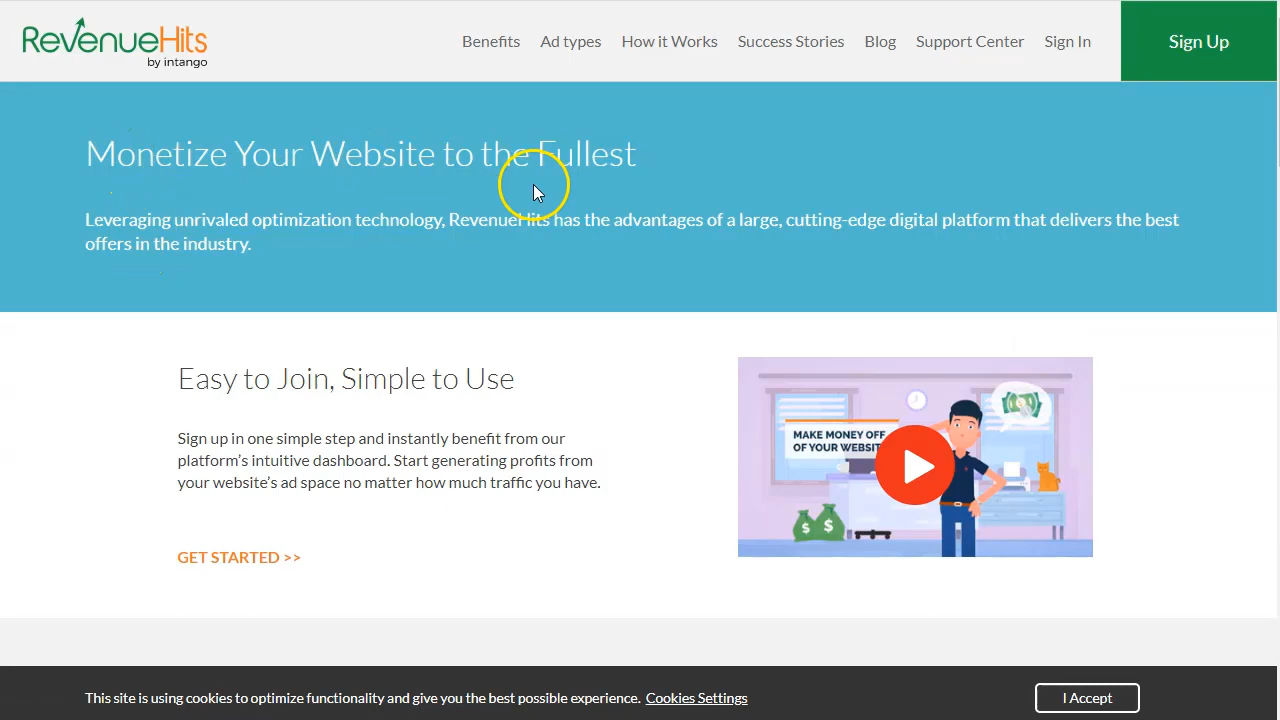 RevenueHits
by intango
Benefits
Ad types
How it Works
Success Stories
Blog
Support Center
Sign In
Sign Up
Monetize Your Website to the Fullest
Leveraging unrivaled optimization technology, RevenueHits has the advantages of a large, cutting-edge digital platform that delivers the best
offers in the industry.
Easy to Join, Simple to Use
Sign up in one simple step and instantly benefit from our
platform's intuitive dashboard. Start generating profits from
your website's ad space no matter how much traffic you have.
GET STARTED >>
MAKE MONEY OFF
OF YOUR WEBSITE
$ $
This site is using cookies to optimize functionality and give you the best possible experience. Cookies Settings
I Accept